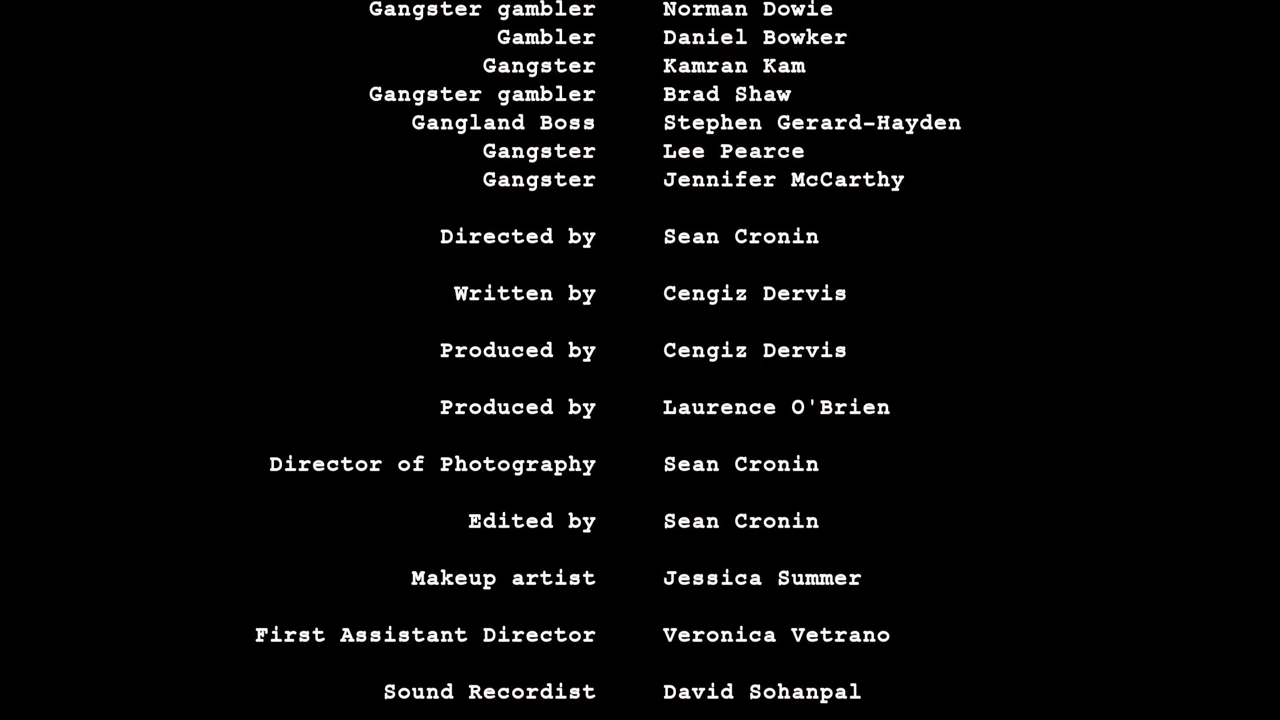 Gangster gambler Norman Dowie
Gambler Daniel Bowker
Gangster Kamran Kam
Gangster gambler Brad Shaw
Gangland Boss Stephen Gerard-Hayden
Gangster Lee Pearce
Gangster Jennifer McCarthy
Directed by Sean Cronin
Written by Cengiz Dervis
Produced by Cengiz Dervis
Produced by Laurence O'Brien
Director of Photography Sean Cronin
Edited by Sean Cronin
Makeup artist Jessica Summer
First Assistant Director Veronica Vetrano
Sound Recordist David Sohanpal